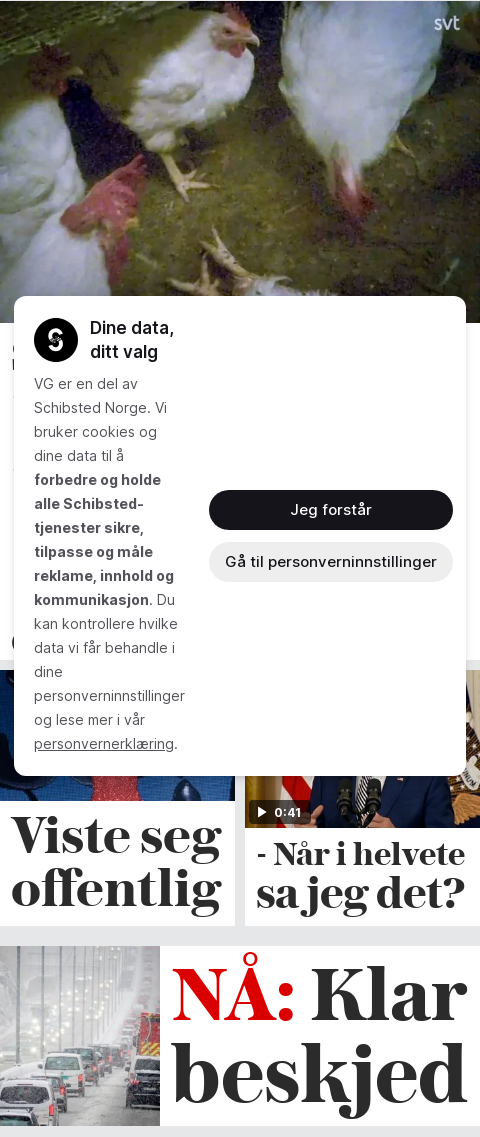 svt
Dine data,
ditt valg
VG er en del av
Schibsted Norge. Vi
bruker cookies og
dine data til å
forbedre og holde
alle Schibsted-
tjenester sikre,
tilpasse og måle
reklame, innhold og
kommunikasjon. Du
kan kontrollere hvilke
data vi får behandle i
dine
personverninnstillinger
og lese mer i vår
personvernerklæring.
Jeg forstår
Gå til personverninnstillinger
0:41
Viste seg
offentlig
- Når i helvete
sa jeg det?
NÅ: Klar
beskjed